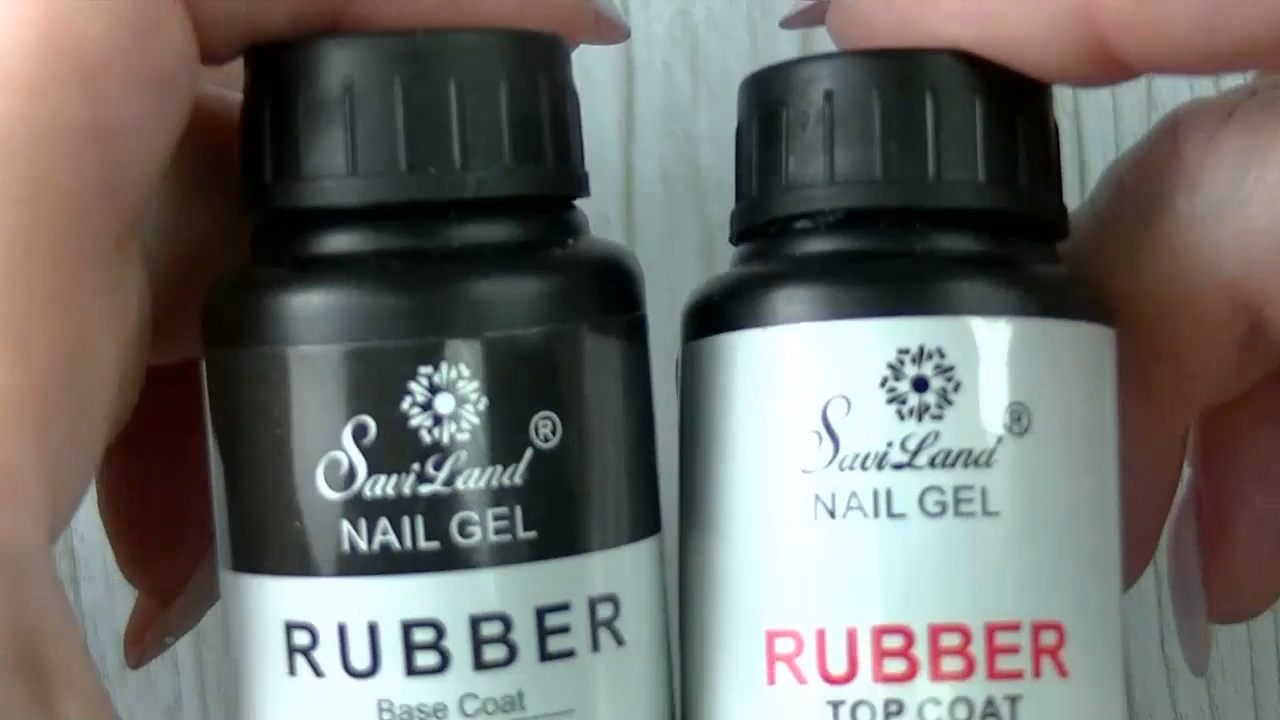 SaviLand®
NAIL GEL
RUBBER
Base Coat
SaviLand®
NAIL GEL
RUBBER
TOP COAT